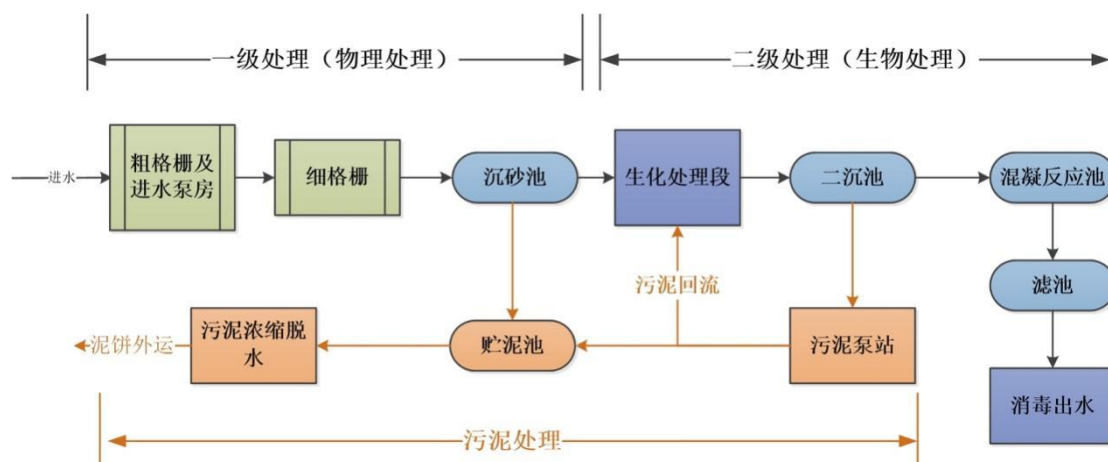 一级处理（物理处理）
二级处理（生物处理）
进水
粗格栅及
进水泵房
细格栅
沉砂池
生化处理段
二沉池
混凝反应池
污泥回流
滤池
泥饼外运
污泥浓缩脱
水
贮泥池
污泥泵站
消毒出水
污泥处理